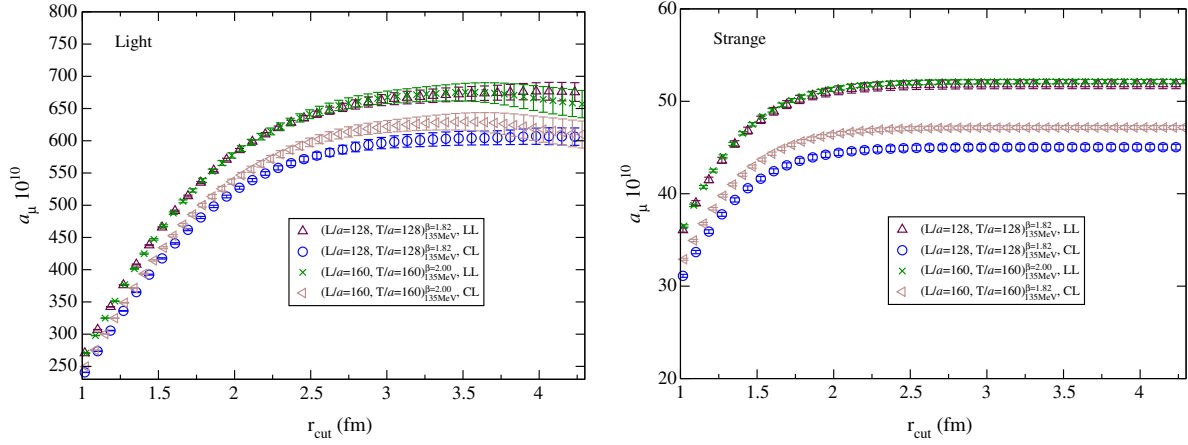 800
750
700
650
600
550
500
450
400
350
300
250
a_μ 10^10
Light
(L/a=128, T/a=128)^β=1.82_135MeV, LL
(L/a=128, T/a=128)^β=1.82_135MeV, CL
(L/a=160, T/a=160)^β=2.00_135MeV, LL
(L/a=160, T/a=160)^β=2.00_135MeV, CL
1 1.5 2 2.5 3 3.5 4
r_cut (fm)
60
50
40
30
20
a_μ 10^10
Strange
(L/a=128, T/a=128)^β=1.82_135MeV, LL
(L/a=128, T/a=128)^β=1.82_135MeV, CL
(L/a=160, T/a=160)^β=2.00_135MeV, LL
(L/a=160, T/a=160)^β=1.82_135MeV, CL
1 1.5 2 2.5 3 3.5 4
r_cut (fm)